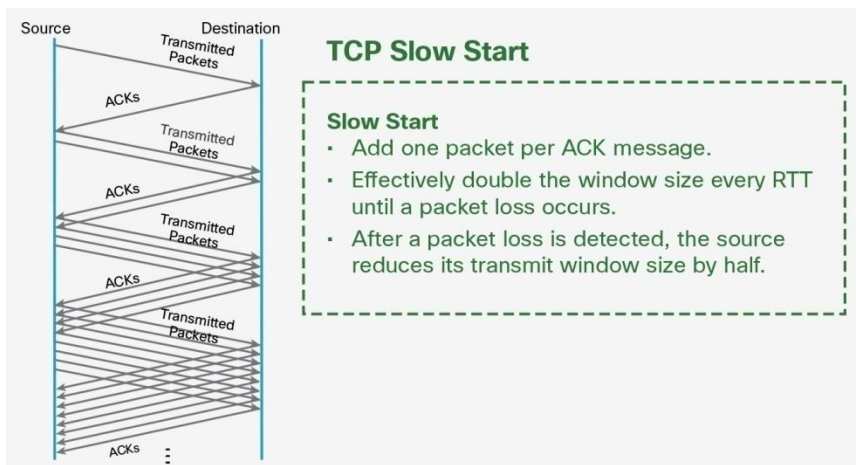 Source
Destination
Transmitted
Packets
ACKs
Transmitted
Packets
ACKs
Transmitted
Packets
ACKs
Transmitted
Packets
ACKs
TCP Slow Start
Slow Start
· Add one packet per ACK message.
· Effectively double the window size every RTT
until a packet loss occurs.
· After a packet loss is detected, the source
reduces its transmit window size by half.